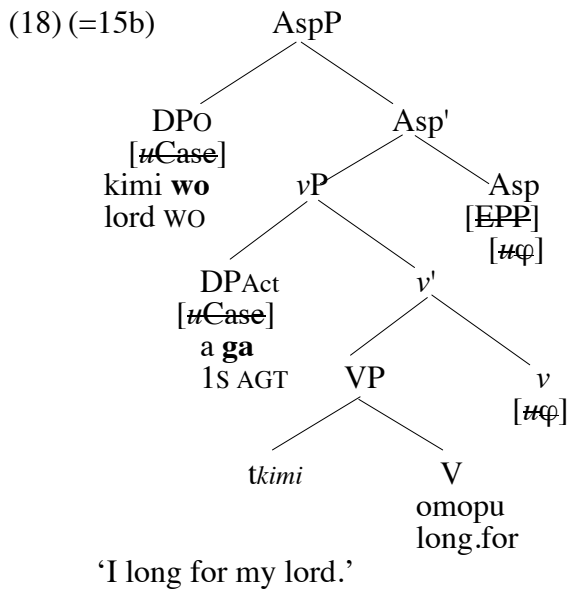 (18) (=15b) AspP
DPO Asp'
[uCase]
kimi wo vP Asp
lord WO [EPP]
[uφ]
DPAct v'
[uCase]
a ga
1S AGT VP v
[uφ]
tkimi V
omopu
long.for
‘I long for my lord.’